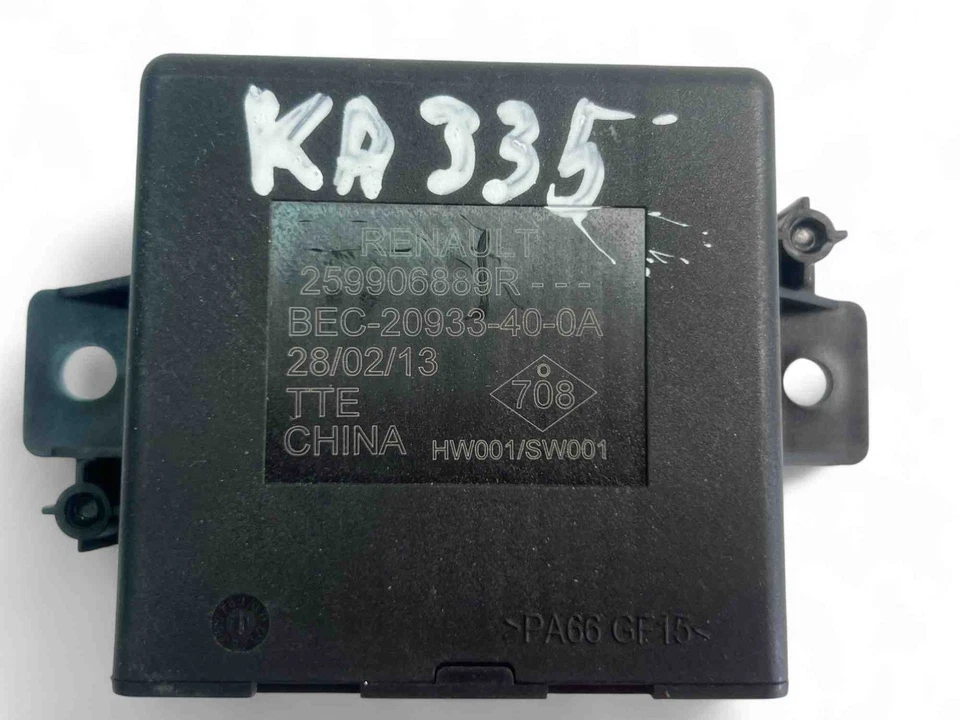 KA335
RENAULT
259906889R---
BEC-20933-40-0A
28/02/13
708
TTE
CHINA
HW001/SW001
>PA66 GF15<